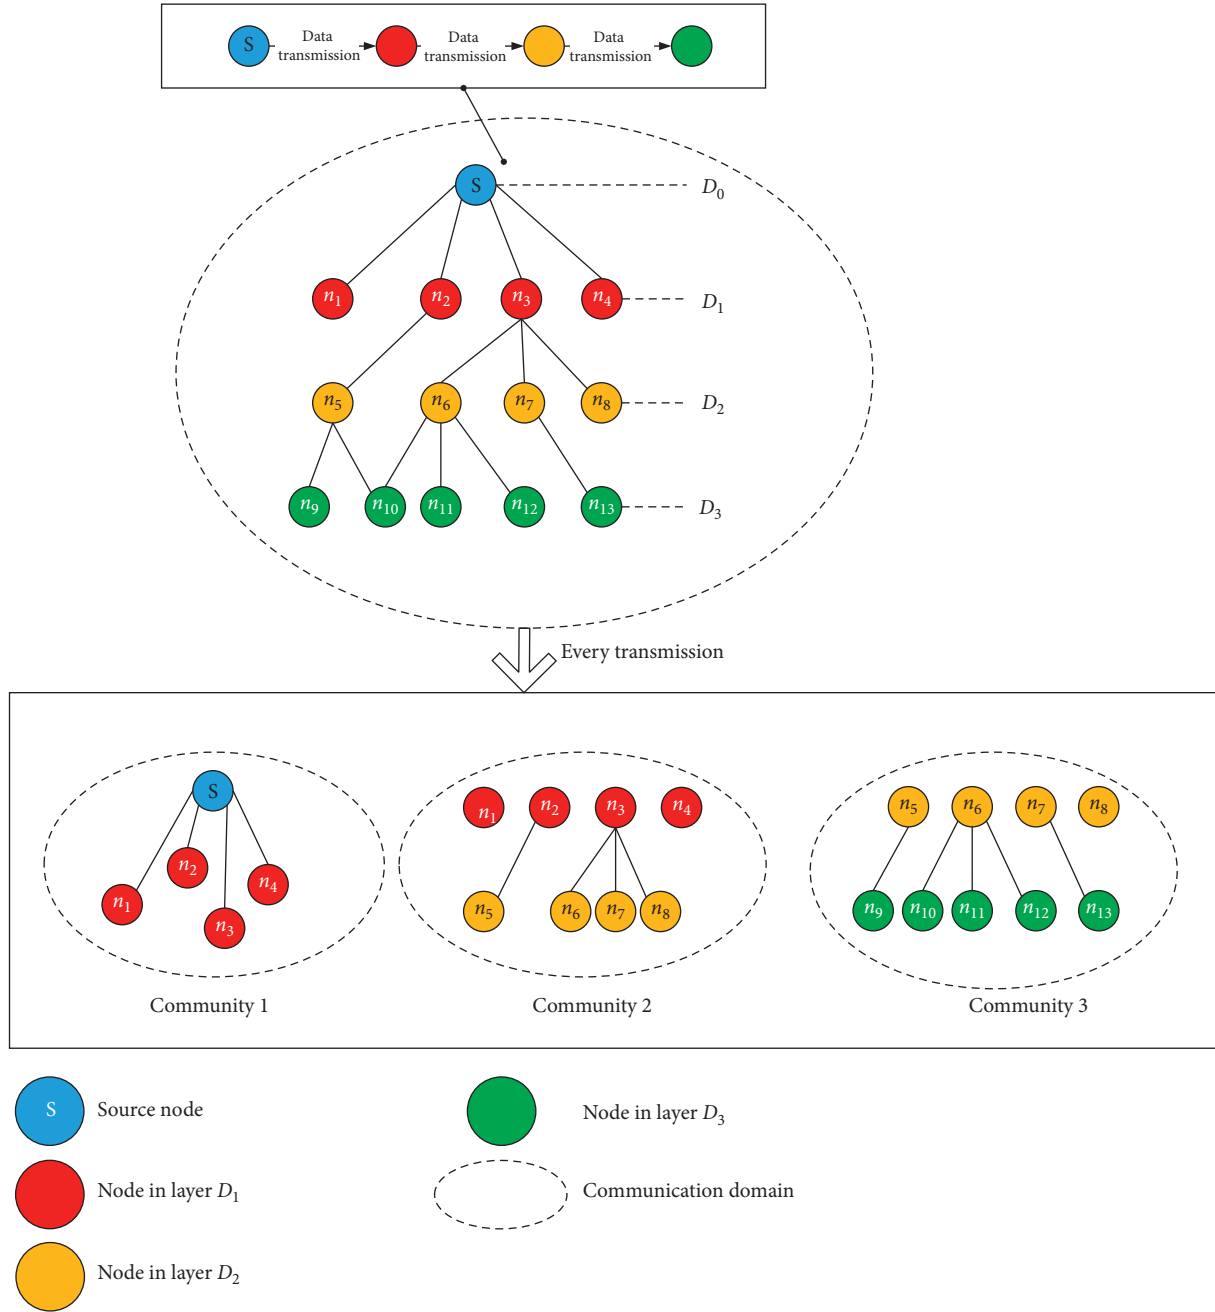 S Data transmission Data transmission Data transmission
S D0
n1 n2 n3 n4 D1
n5 n6 n7 n8 D2
n9 n10 n11 n12 n13 D3
Every transmission
S
n1 n2 n3 n4
Community 1
n1 n2 n3 n4
n5 n6 n7 n8
Community 2
n5 n6 n7 n8
n9 n10 n11 n12 n13
Community 3
S Source node
Node in layer D1
Node in layer D2
Node in layer D3
Communication domain